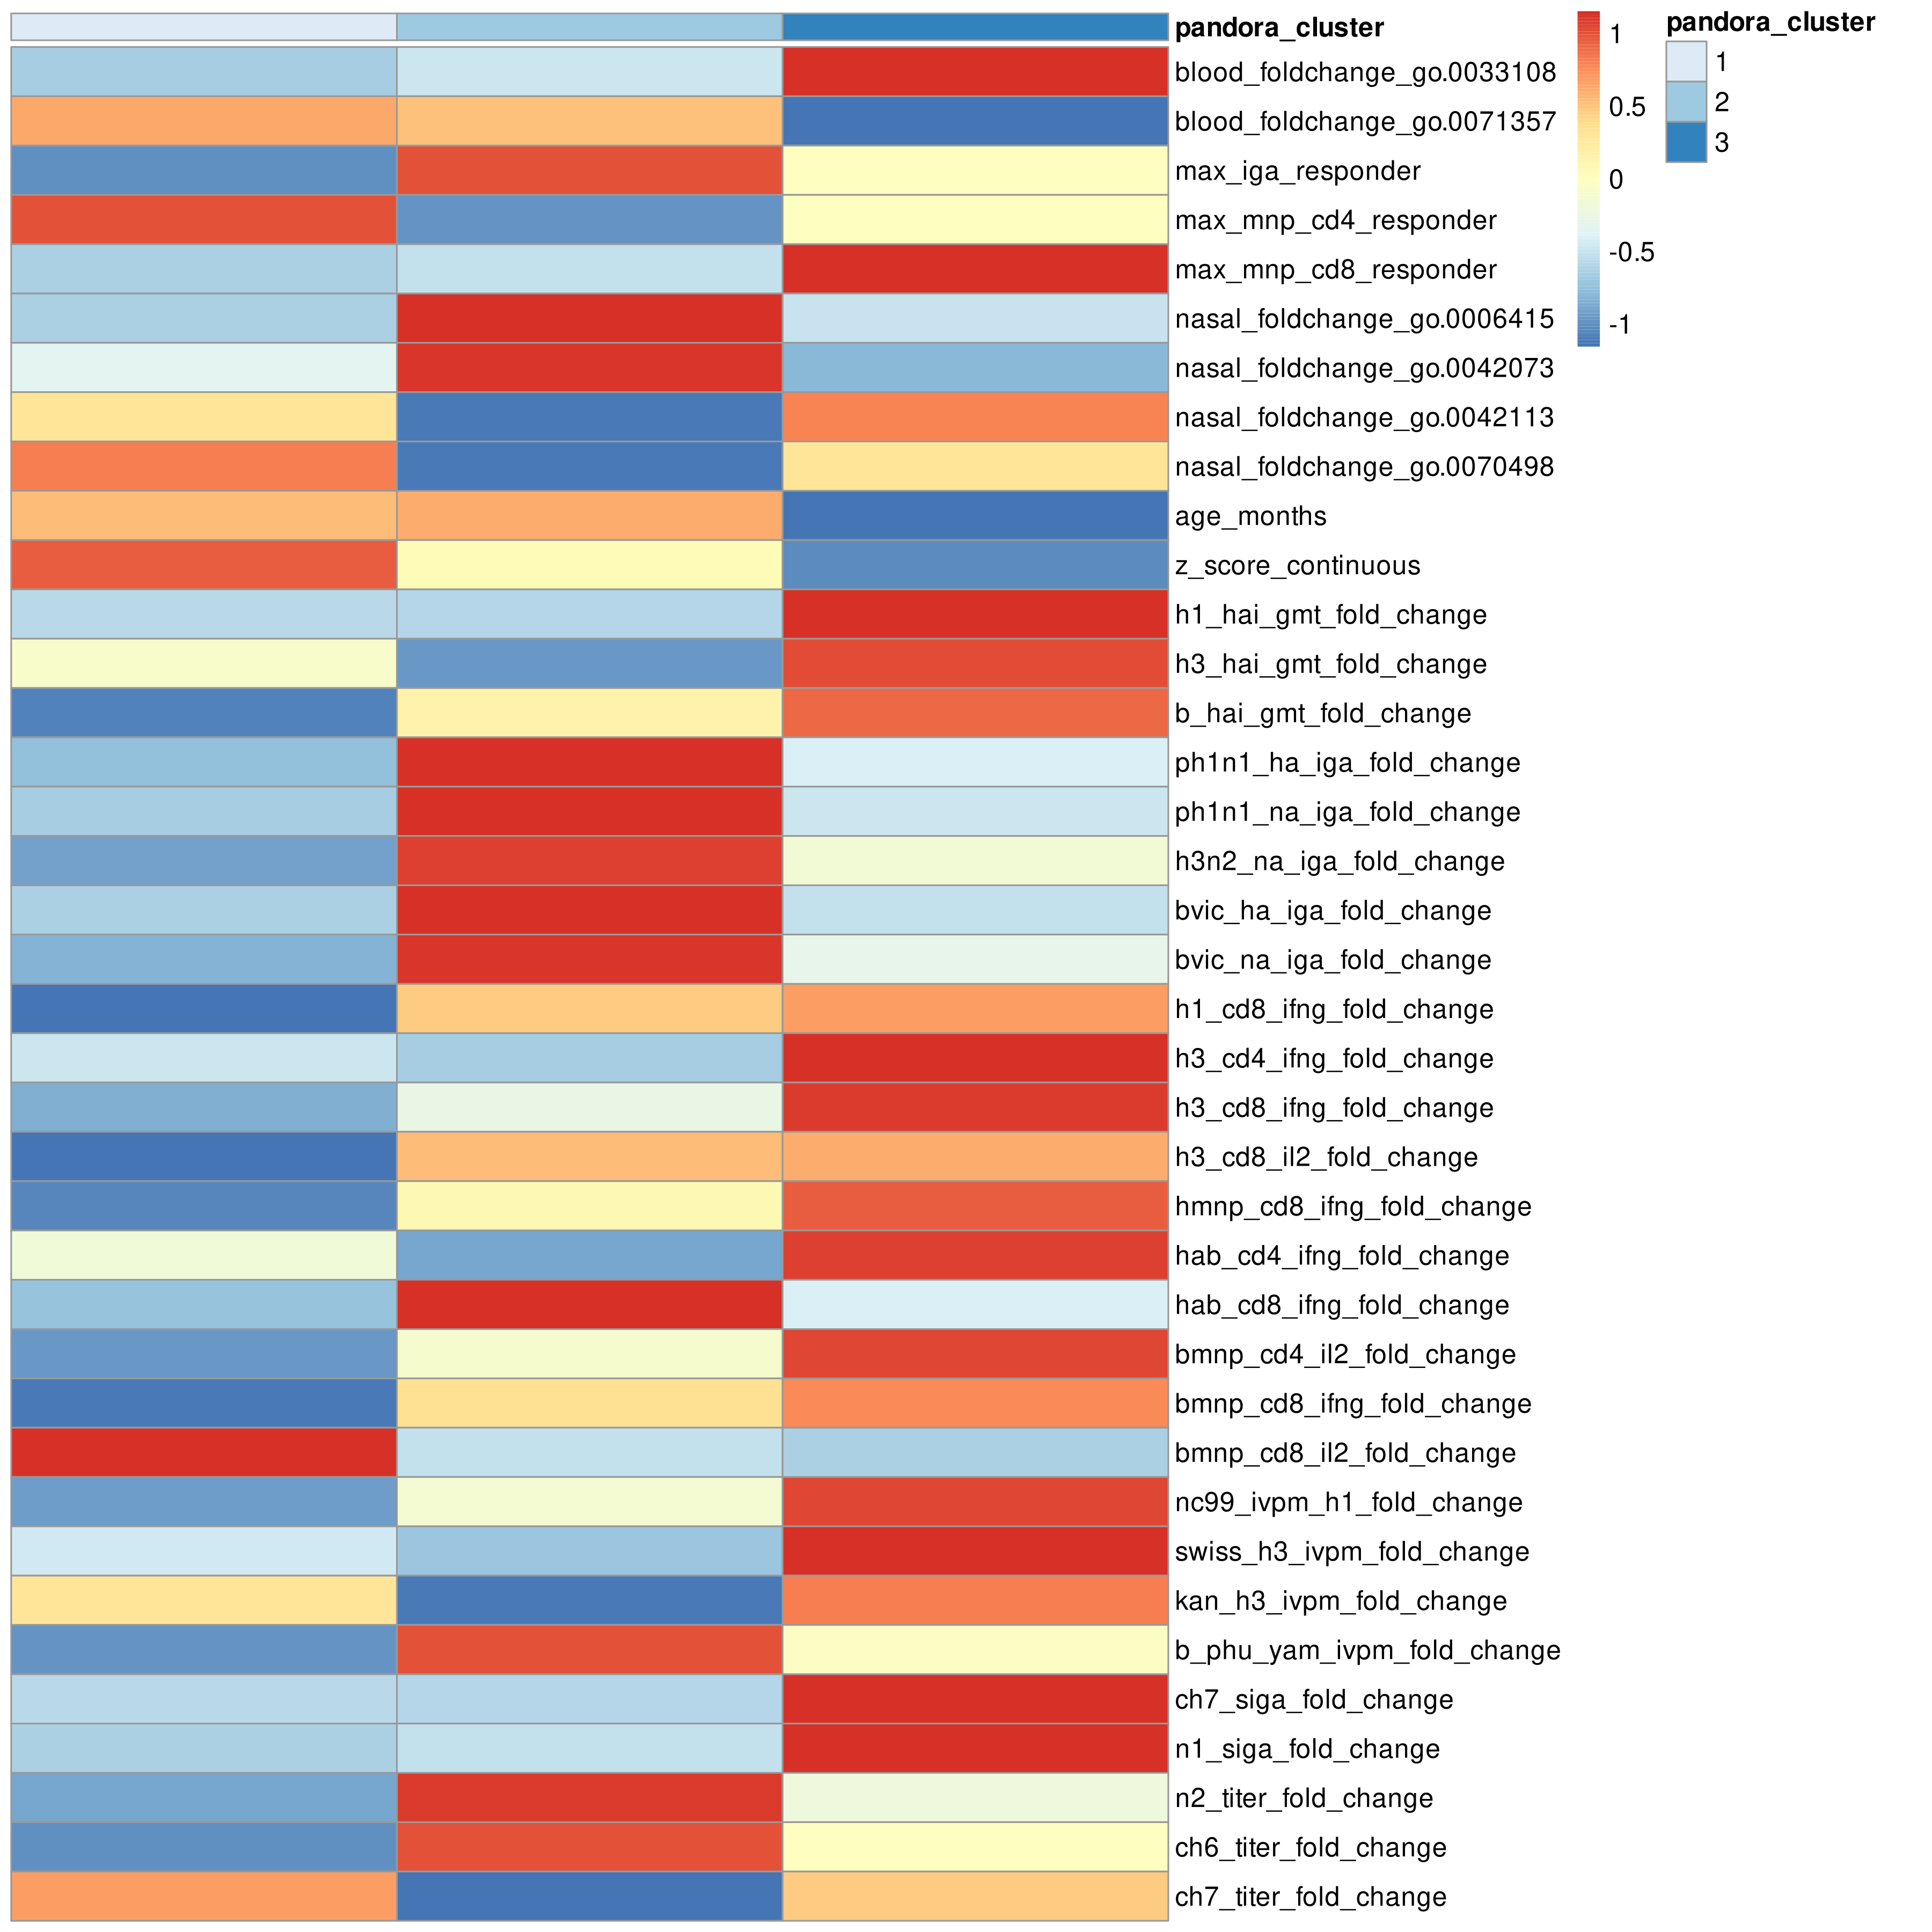 pandora_cluster
blood_foldchange_go.0033108
blood_foldchange_go.0071357
max_iga_responder
max_mnp_cd4_responder
max_mnp_cd8_responder
nasal_foldchange_go.0006415
nasal_foldchange_go.0042073
nasal_foldchange_go.0042113
nasal_foldchange_go.0070498
age_months
z_score_continuous
h1_hai_gmt_fold_change
h3_hai_gmt_fold_change
b_hai_gmt_fold_change
ph1n1_ha_iga_fold_change
ph1n1_na_iga_fold_change
h3n2_na_iga_fold_change
bvic_ha_iga_fold_change
bvic_na_iga_fold_change
h1_cd8_ifng_fold_change
h3_cd4_ifng_fold_change
h3_cd8_ifng_fold_change
h3_cd8_il2_fold_change
hmnp_cd8_ifng_fold_change
hab_cd4_ifng_fold_change
hab_cd8_ifng_fold_change
bmnp_cd4_il2_fold_change
bmnp_cd8_ifng_fold_change
bmnp_cd8_il2_fold_change
nc99_ivpm_h1_fold_change
swiss_h3_ivpm_fold_change
kan_h3_ivpm_fold_change
b_phu_yam_ivpm_fold_change
ch7_siga_fold_change
n1_siga_fold_change
n2_titer_fold_change
ch6_titer_fold_change
ch7_titer_fold_change
1
0.5
0
-0.5
-1
pandora_cluster
1
2
3